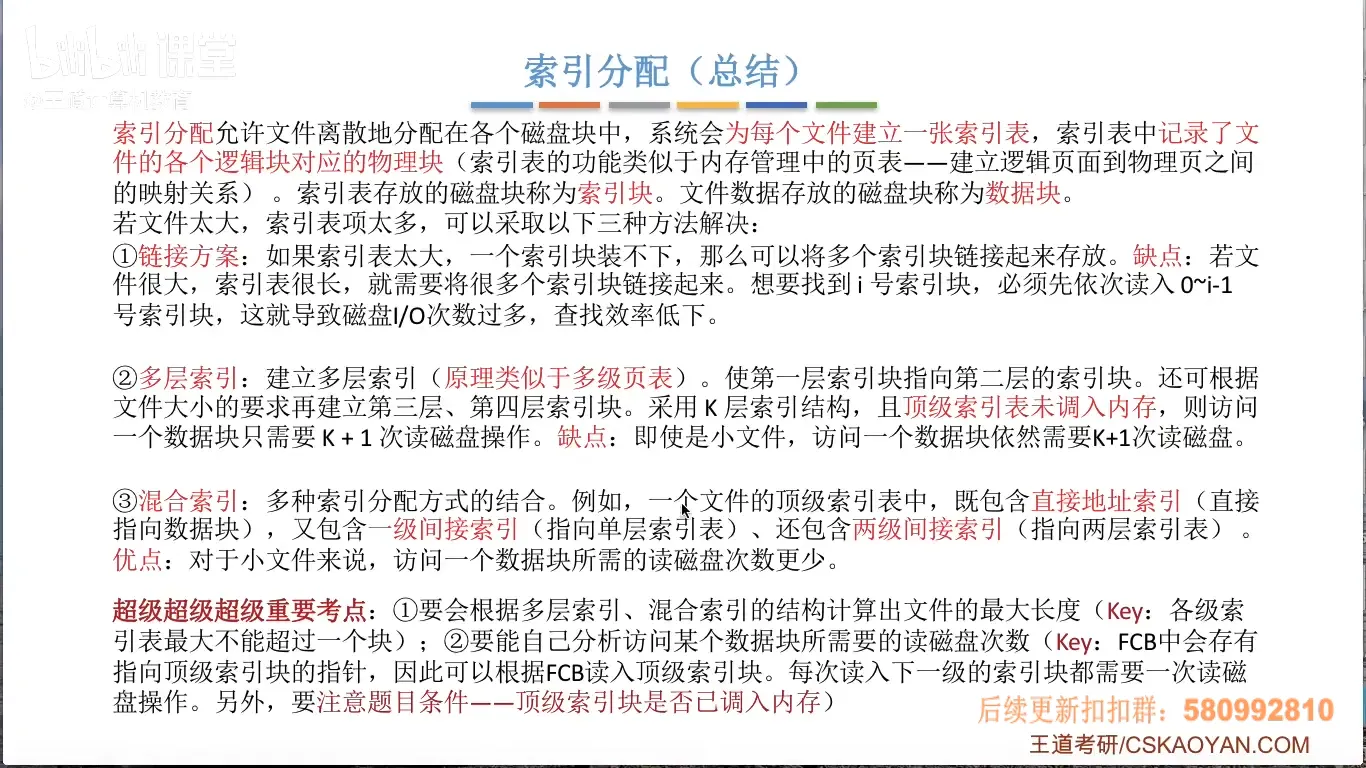 bilibili 课堂
@王道计算机教育
索引分配（总结）
索引分配允许文件离散地分配在各个磁盘块中，系统会为每个文件建立一张索引表，索引表中记录了文
件的各个逻辑块对应的物理块（索引表的功能类似于内存管理中的页表——建立逻辑页面到物理页之间
的映射关系）。索引表存放的磁盘块称为索引块。文件数据存放的磁盘块称为数据块。
若文件太大，索引表项太多，可以采取以下三种方法解决：
①链接方案：如果索引表太大，一个索引块装不下，那么可以将多个索引块链接起来存放。缺点：若文
件很大，索引表很长，就需要将很多个索引块链接起来。想要找到 i 号索引块，必须先依次读入 0~i-1
号索引块，这就导致磁盘I/O次数过多，查找效率低下。
②多层索引：建立多层索引（原理类似于多级页表）。使第一层索引块指向第二层的索引块。还可根据
文件大小的要求再建立第三层、第四层索引块。采用 K 层索引结构，且顶级索引表未调入内存，则访问
一个数据块只需要 K + 1 次读磁盘操作。缺点：即使是小文件，访问一个数据块依然需要K+1次读磁盘。
③混合索引：多种索引分配方式的结合。例如，一个文件的顶级索引表中，既包含直接地址索引（直接
指向数据块），又包含一级间接索引（指向单层索引表）、还包含两级间接索引（指向两层索引表）。
优点：对于小文件来说，访问一个数据块所需的读磁盘次数更少。
超级超级超级重要考点：①要会根据多层索引、混合索引的结构计算出文件的最大长度（Key：各级索
引表最大不能超过一个块）；②要能自己分析访问某个数据块所需要的读磁盘次数（Key：FCB中会存有
指向顶级索引块的指针，因此可以根据FCB读入顶级索引块。每次读入下一级的索引块都需要一次读磁
盘操作。另外，要注意题目条件——顶级索引块是否已调入内存）
后续更新扣扣群：580992810
王道考研/CSKAOYAN.COM